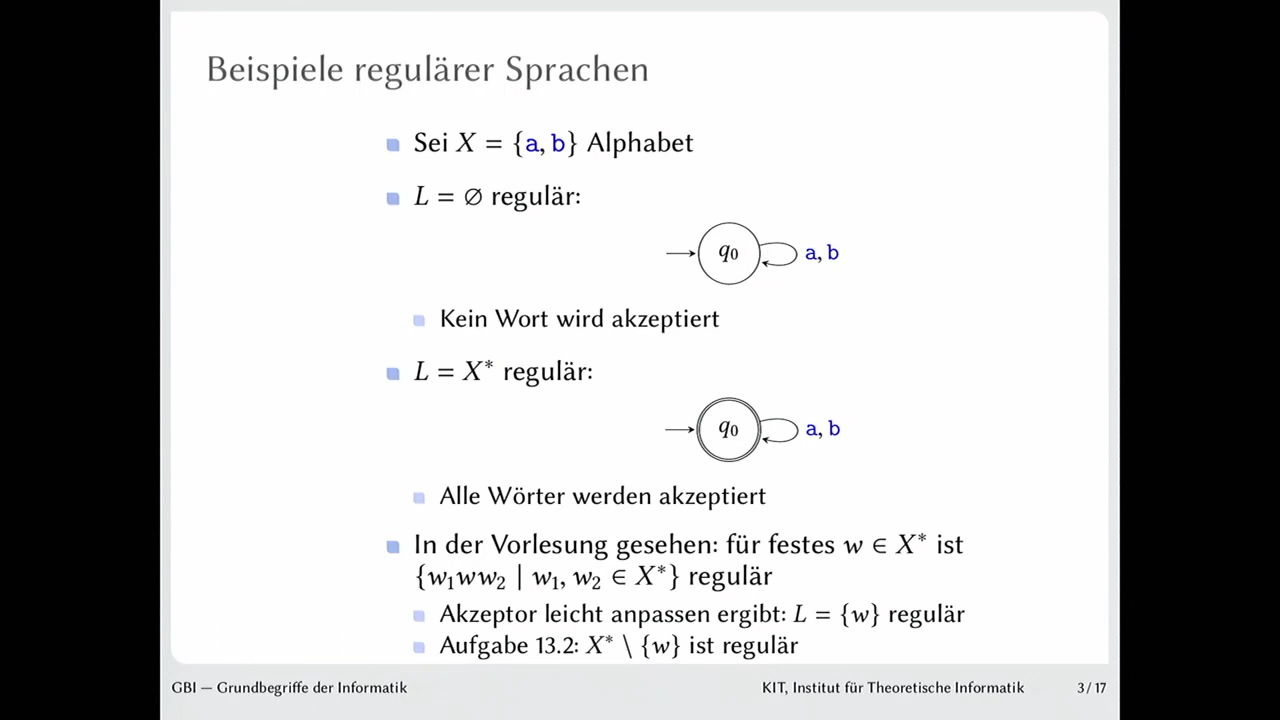 Beispiele regulärer Sprachen
Sei X = {a, b} Alphabet
L = ∅ regulär:
q₀ a, b
Kein Wort wird akzeptiert
L = X* regulär:
q₀ a, b
Alle Wörter werden akzeptiert
In der Vorlesung gesehen: für festes w ∈ X* ist
{w₁ww₂ | w₁, w₂ ∈ X*} regulär
Akzeptor leicht anpassen ergibt: L = {w} regulär
Aufgabe 13.2: X* \ {w} ist regulär
GBI — Grundbegriffe der Informatik KIT, Institut für Theoretische Informatik 3 / 17